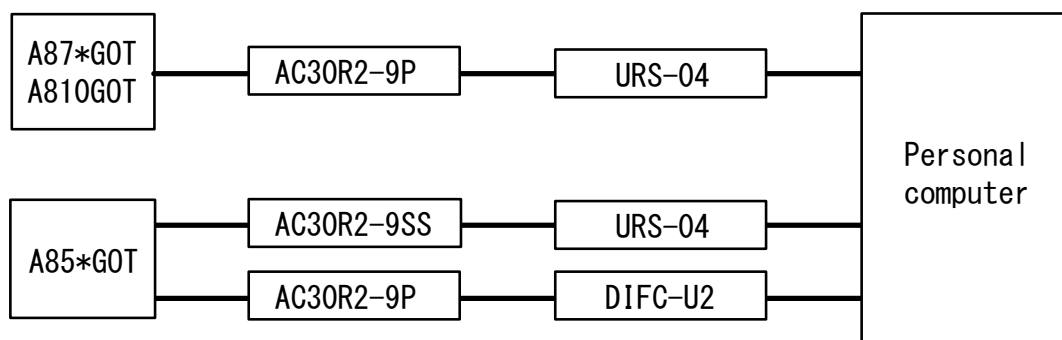 A87*GOT
A810GOT
AC30R2-9P
URS-04
Personal
computer
A85*GOT
AC30R2-9SS
URS-04
AC30R2-9P
DIFC-U2